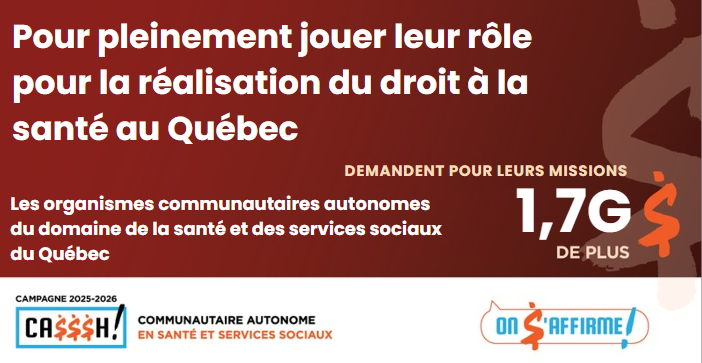 Pour pleinement jouer leur rôle
pour la réalisation du droit à la
santé au Québec
DEMANDENT POUR LEURS MISSIONS
Les organismes communautaires autonomes
du domaine de la santé et des services sociaux
du Québec
1,7G$
DE PLUS
CAMPAGNE 2025-2026
CA$$$H!
COMMUNAUTAIRE AUTONOME
EN SANTÉ ET SERVICES SOCIAUX
ON $'AFFIRME!